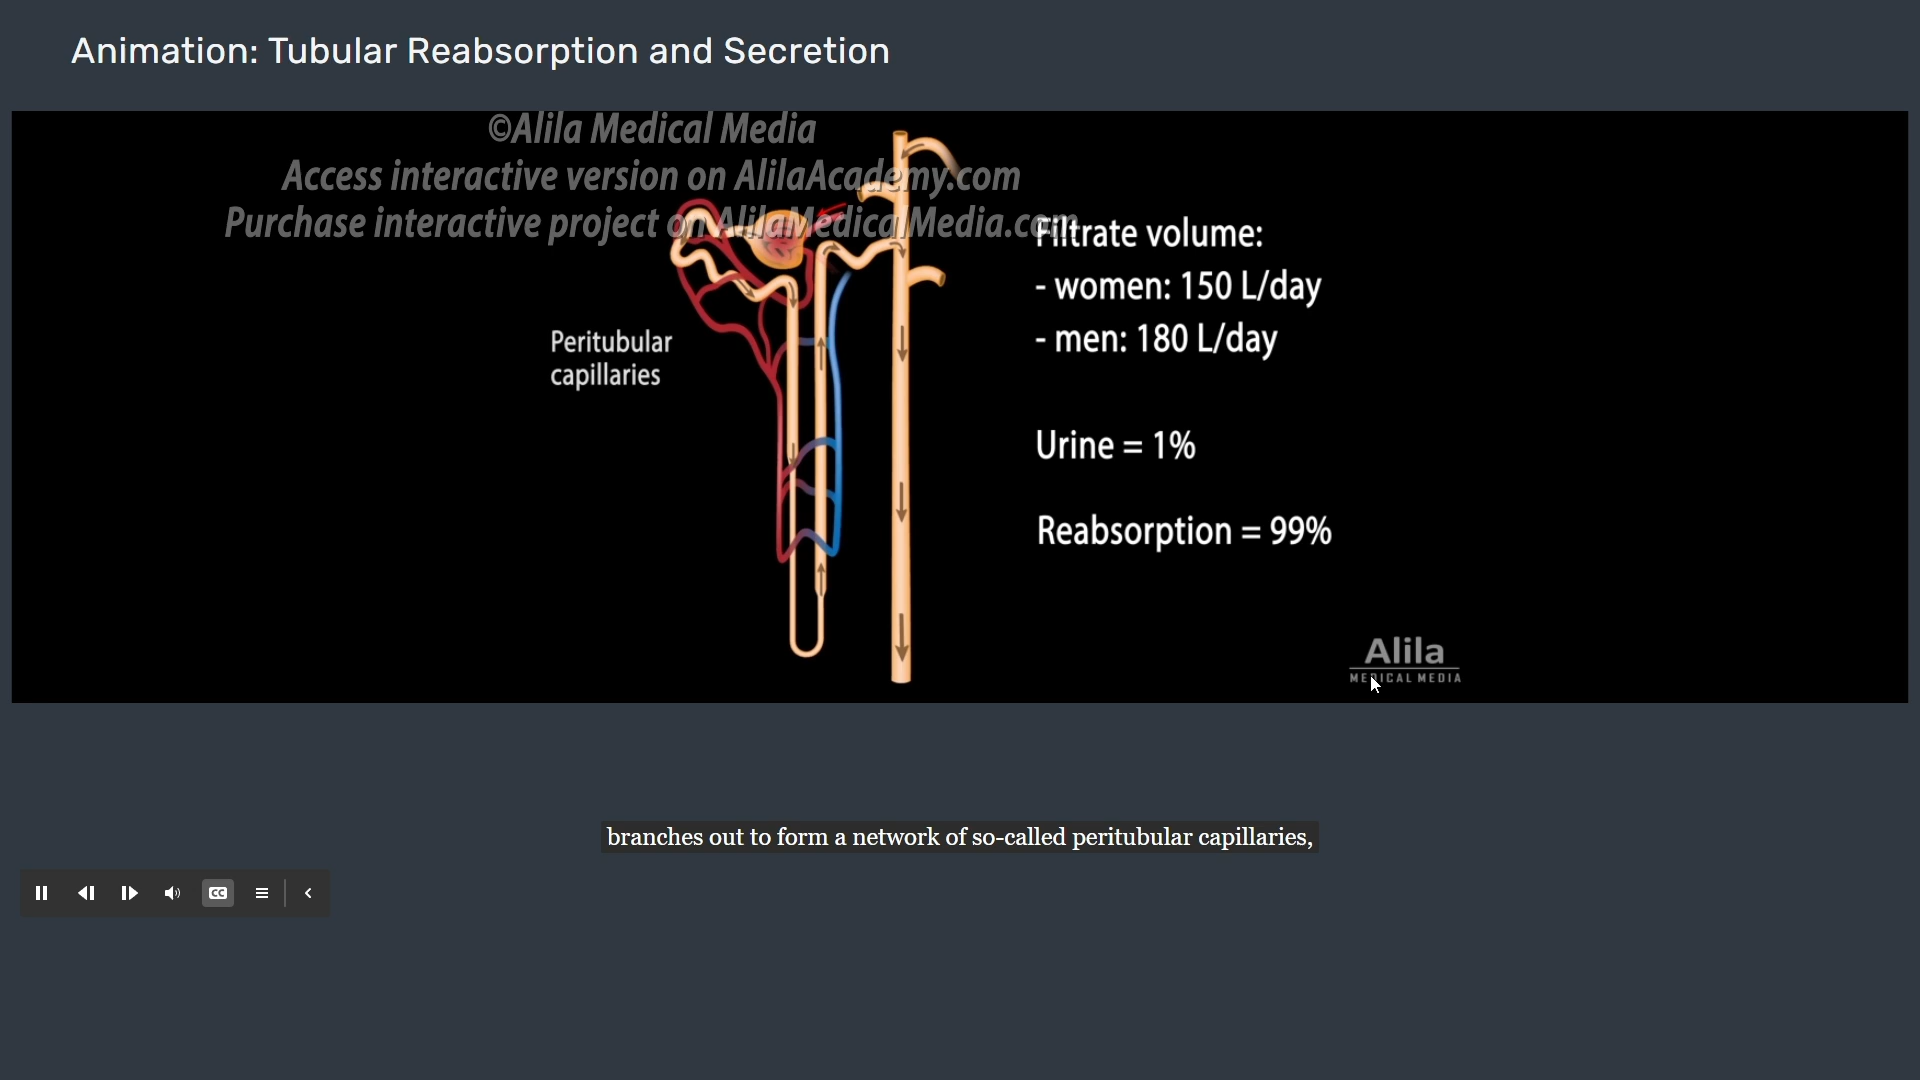 Animation: Tubular Reabsorption and Secretion
©Alila Medical Media
Access interactive version on AlilaAcademy.com
Purchase interactive project on AlilaMedicalMedia.com
Filtrate volume:
- women: 150 L/day
- men: 180 L/day
Peritubular
capillaries
Urine = 1%
Reabsorption = 99%
Alila
MEDICAL MEDIA
branches out to form a network of so-called peritubular capillaries,
CC